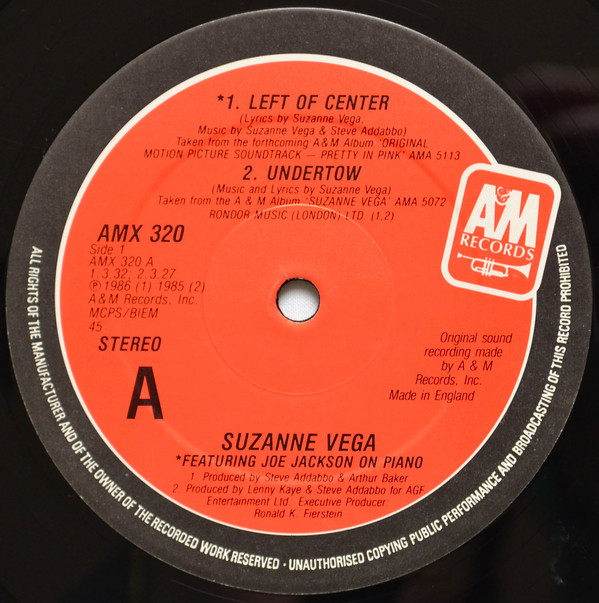 *1. LEFT OF CENTER
(Lyrics by Suzanne Vega,
Music by Suzanne Vega & Steve Addabbo)
Taken from the forthcoming A&M Album 'ORIGINAL
MOTION PICTURE SOUNDTRACK — PRETTY IN PINK' AMA 5113
2. UNDERTOW
(Music and Lyrics by Suzanne Vega)
Taken from the A & M Album 'SUZANNE VEGA' AMA 5072
RONDOR MUSIC (LONDON) LTD. (1,2)
A&M
RECORDS
AMX 320
Side 1
AMX 320 A
1. 3.32; 2. 3.27
℗ 1986 (1) 1985 (2)
A&M Records, Inc.
MCPS/BIEM
45
STEREO
A
Original sound
recording made
by A & M
Records, Inc.
Made in England
SUZANNE VEGA
*FEATURING JOE JACKSON ON PIANO
1. Produced by Steve Addabbo & Arthur Baker
2. Produced by Lenny Kaye & Steve Addabbo for AGF
Entertainment Ltd. Executive Producer:
Ronald K. Fierstein
ALL RIGHTS OF THE MANUFACTURER AND OF THE OWNER OF THE RECORDED WORK RESERVED · UNAUTHORISED COPYING PUBLIC PERFORMANCE AND BROADCASTING OF THIS RECORD PROHIBITED